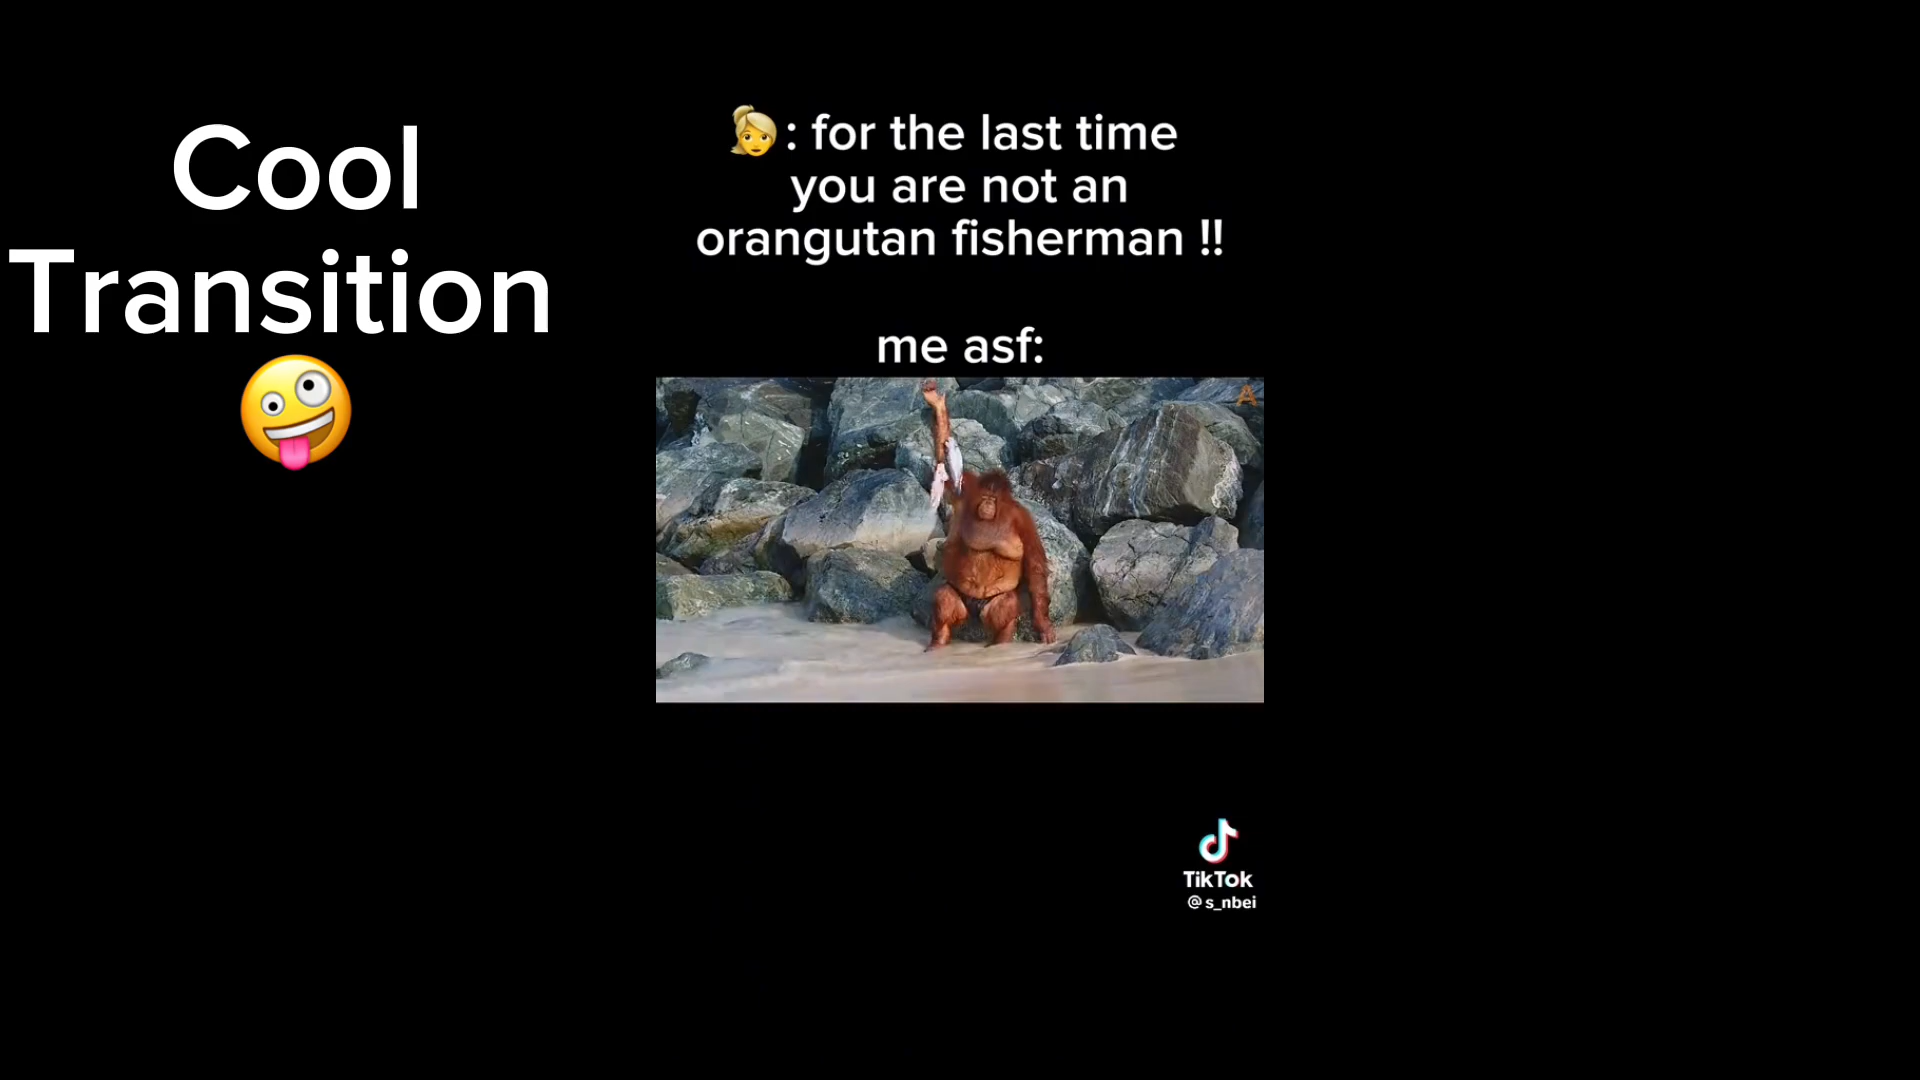 Cool
Transition
🤪
👱‍♀️: for the last time
you are not an
orangutan fisherman !!
me asf:
A
TikTok
@s_nbei